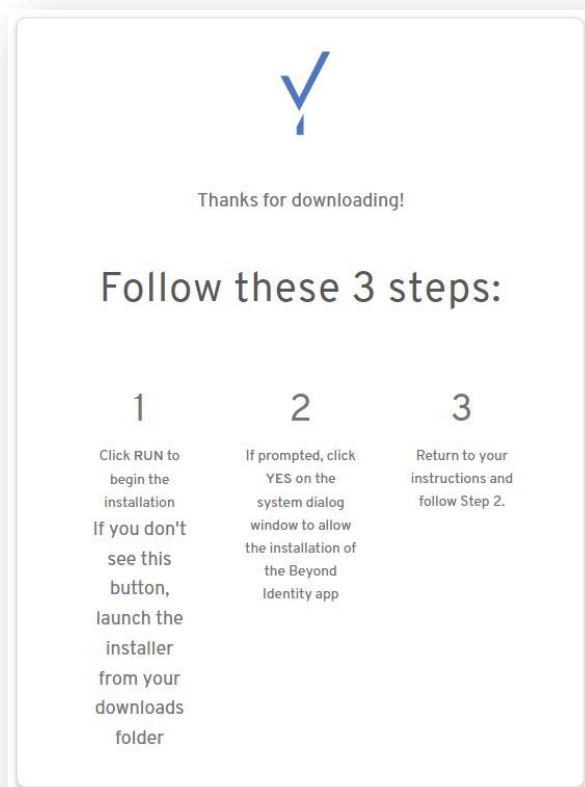 Thanks for downloading!
Follow these 3 steps:
1
Click RUN to
begin the
installation
If you don't
see this
button,
launch the
installer
from your
downloads
folder
2
If prompted, click
YES on the
system dialog
window to allow
the installation of
the Beyond
Identity app
3
Return to your
instructions and
follow Step 2.